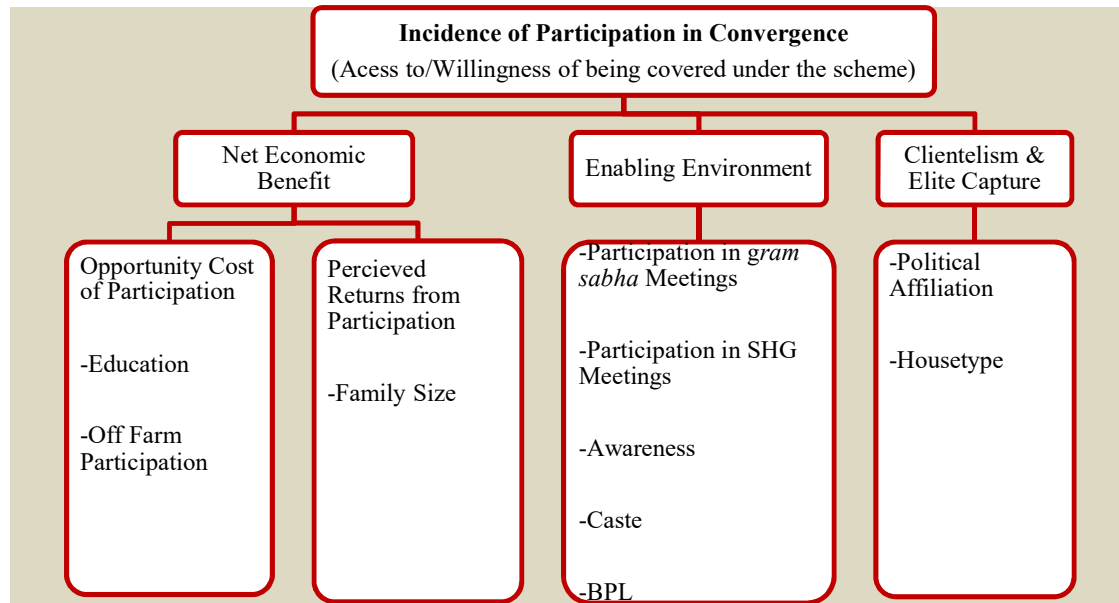 Incidence of Participation in Convergence
(Acess to/Willingness of being covered under the scheme)
Net Economic
Benefit
Enabling Environment
Clientelism &
Elite Capture
Opportunity Cost
of Participation
-Education
-Off Farm
Participation
Percieved
Returns from
Participation
-Family Size
-Participation in gram
sabha Meetings
-Participation in SHG
Meetings
-Awareness
-Caste
-BPL
-Political
Affiliation
-Housetype